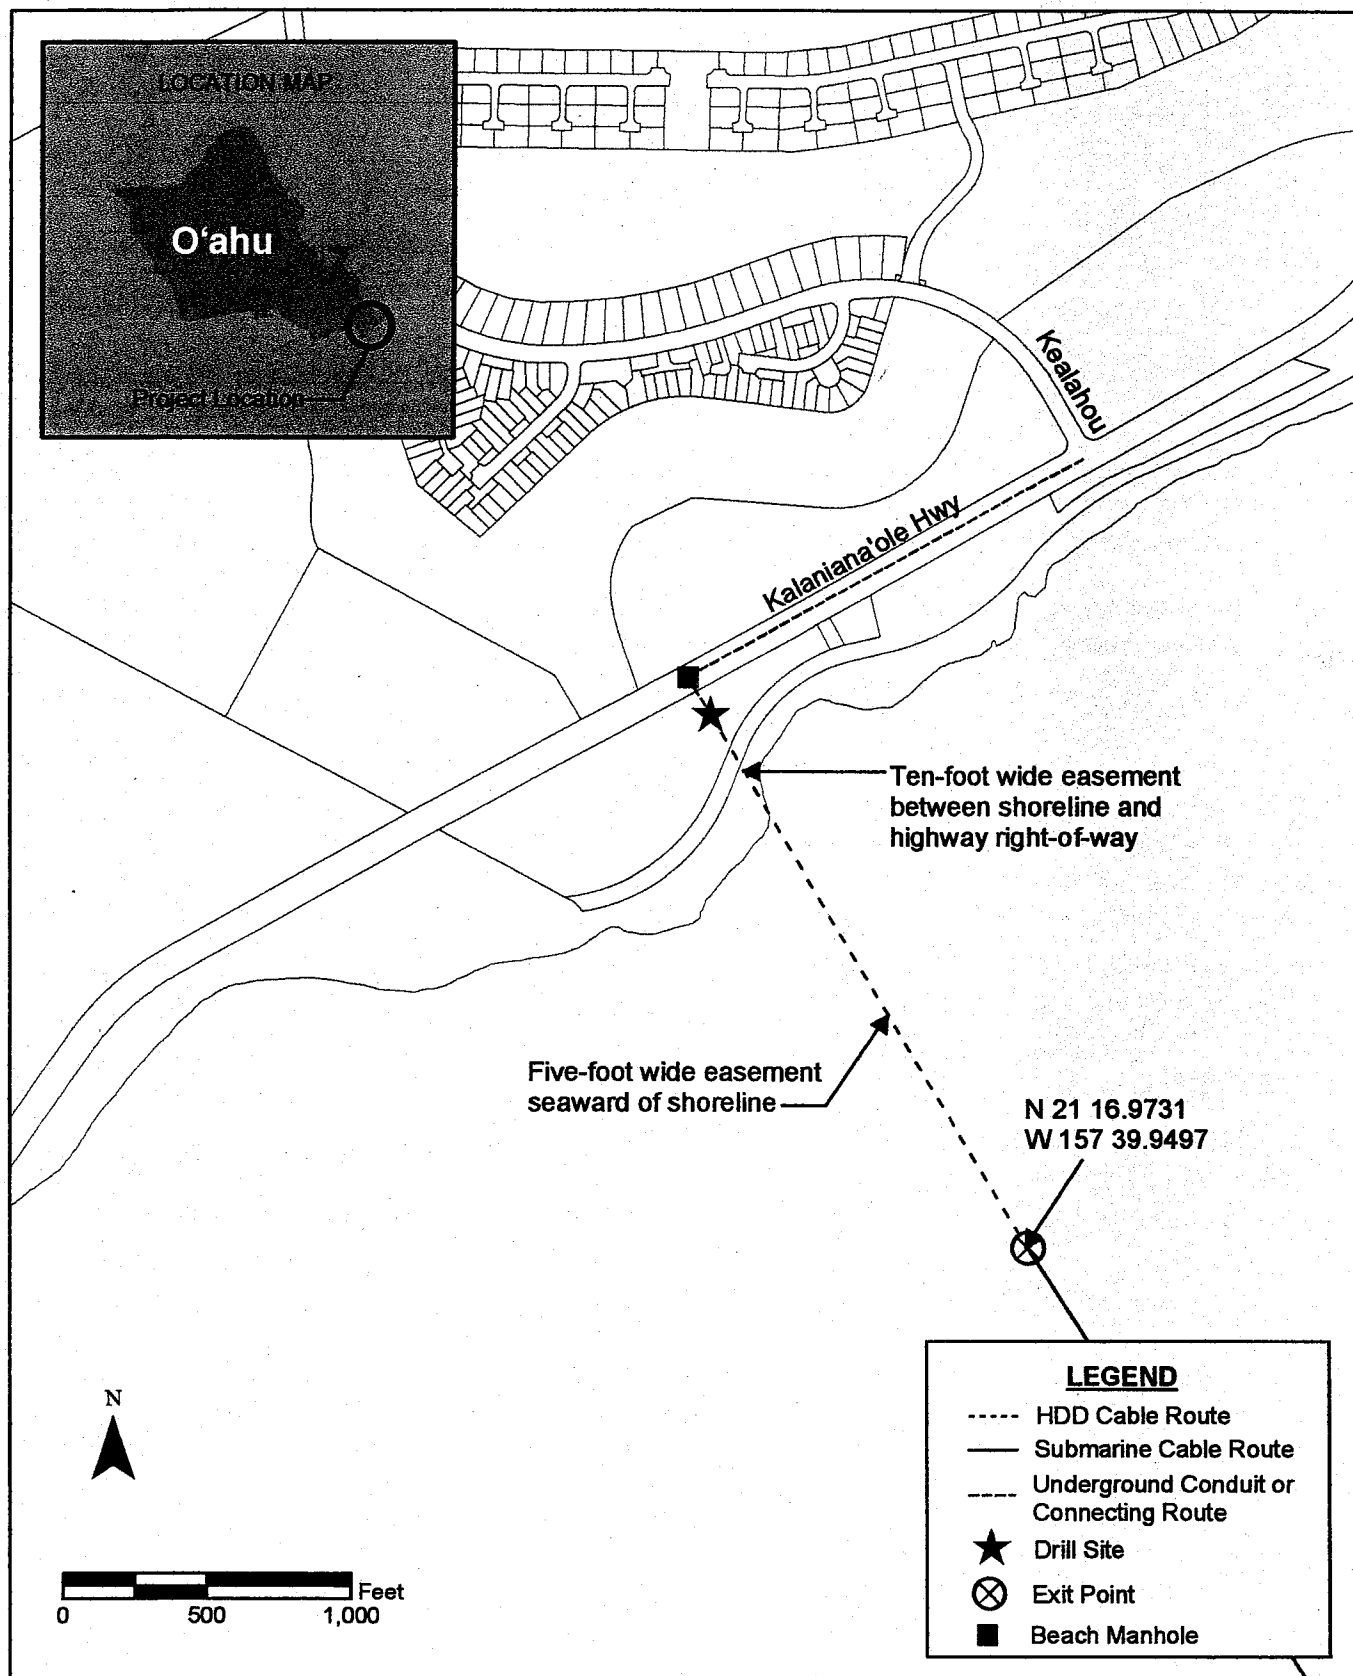 LOCATION MAP
O‘ahu
Project Location
Kealahou
Kalaniana'ole Hwy
Ten-foot wide easement
between shoreline and
highway right-of-way
Five-foot wide easement
seaward of shoreline
N 21 16.9731
W 157 39.9497
LEGEND
HDD Cable Route
Submarine Cable Route
Underground Conduit or
Connecting Route
Drill Site
Exit Point
Beach Manhole
N
Feet
0 500 1,000